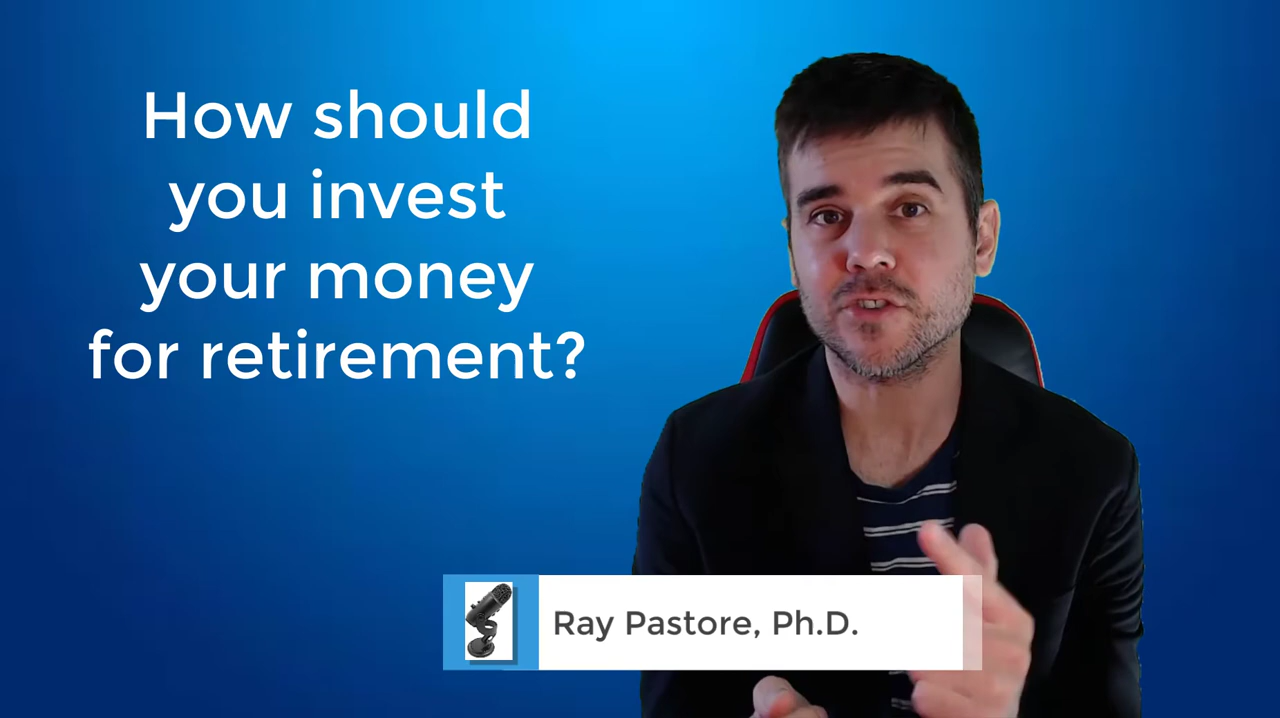 How should
you invest
your money
for retirement?
Ray Pastore, Ph.D.